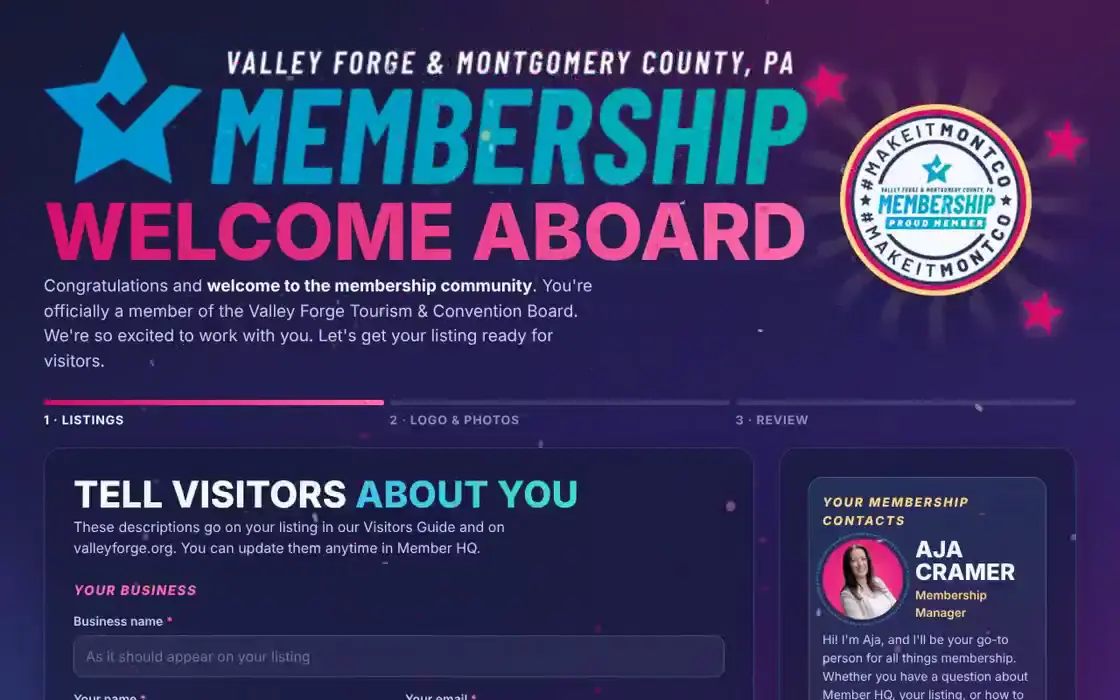 VALLEY FORGE & MONTGOMERY COUNTY, PA
MEMBERSHIP
WELCOME ABOARD
Congratulations and welcome to the membership community. You're
officially a member of the Valley Forge Tourism & Convention Board.
We're so excited to work with you. Let's get your listing ready for
visitors.
#MAKEITMONTCO
VALLEY FORGE & MONTGOMERY COUNTY, PA
MEMBERSHIP
PROUD MEMBER
#MAKEITMONTCO
1 · LISTINGS
2 · LOGO & PHOTOS
3 · REVIEW
TELL VISITORS ABOUT YOU
These descriptions go on your listing in our Visitors Guide and on
valleyforge.org. You can update them anytime in Member HQ.
YOUR BUSINESS
Business name *
As it should appear on your listing
Your name *
Your email *
YOUR MEMBERSHIP
CONTACTS
AJA
CRAMER
Membership
Manager
Hi! I'm Aja, and I'll be your go-to
person for all things membership.
Whether you have a question about
Member HQ, your listing, or how to